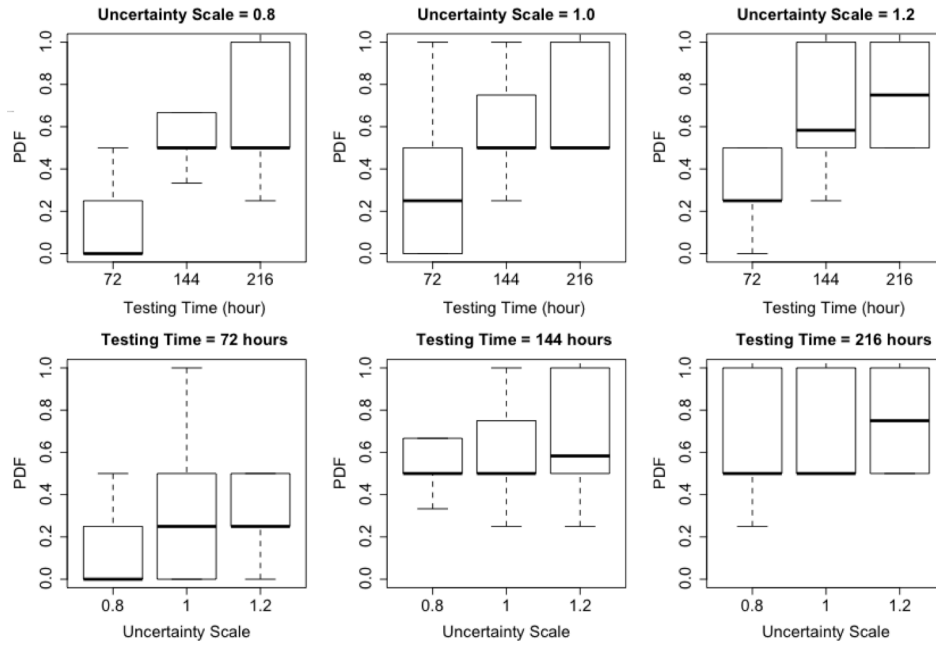 Uncertainty Scale = 0.8
PDF
1.0
0.8
0.6
0.4
0.2
0.0
72 144 216
Testing Time (hour)
Uncertainty Scale = 1.0
PDF
1.0
0.8
0.6
0.4
0.2
0.0
72 144 216
Testing Time (hour)
Uncertainty Scale = 1.2
PDF
1.0
0.8
0.6
0.4
0.2
0.0
72 144 216
Testing Time (hour)
Testing Time = 72 hours
PDF
1.0
0.8
0.6
0.4
0.2
0.0
0.8 1 1.2
Uncertainty Scale
Testing Time = 144 hours
PDF
1.0
0.8
0.6
0.4
0.2
0.0
0.8 1 1.2
Uncertainty Scale
Testing Time = 216 hours
PDF
1.0
0.8
0.6
0.4
0.2
0.0
0.8 1 1.2
Uncertainty Scale